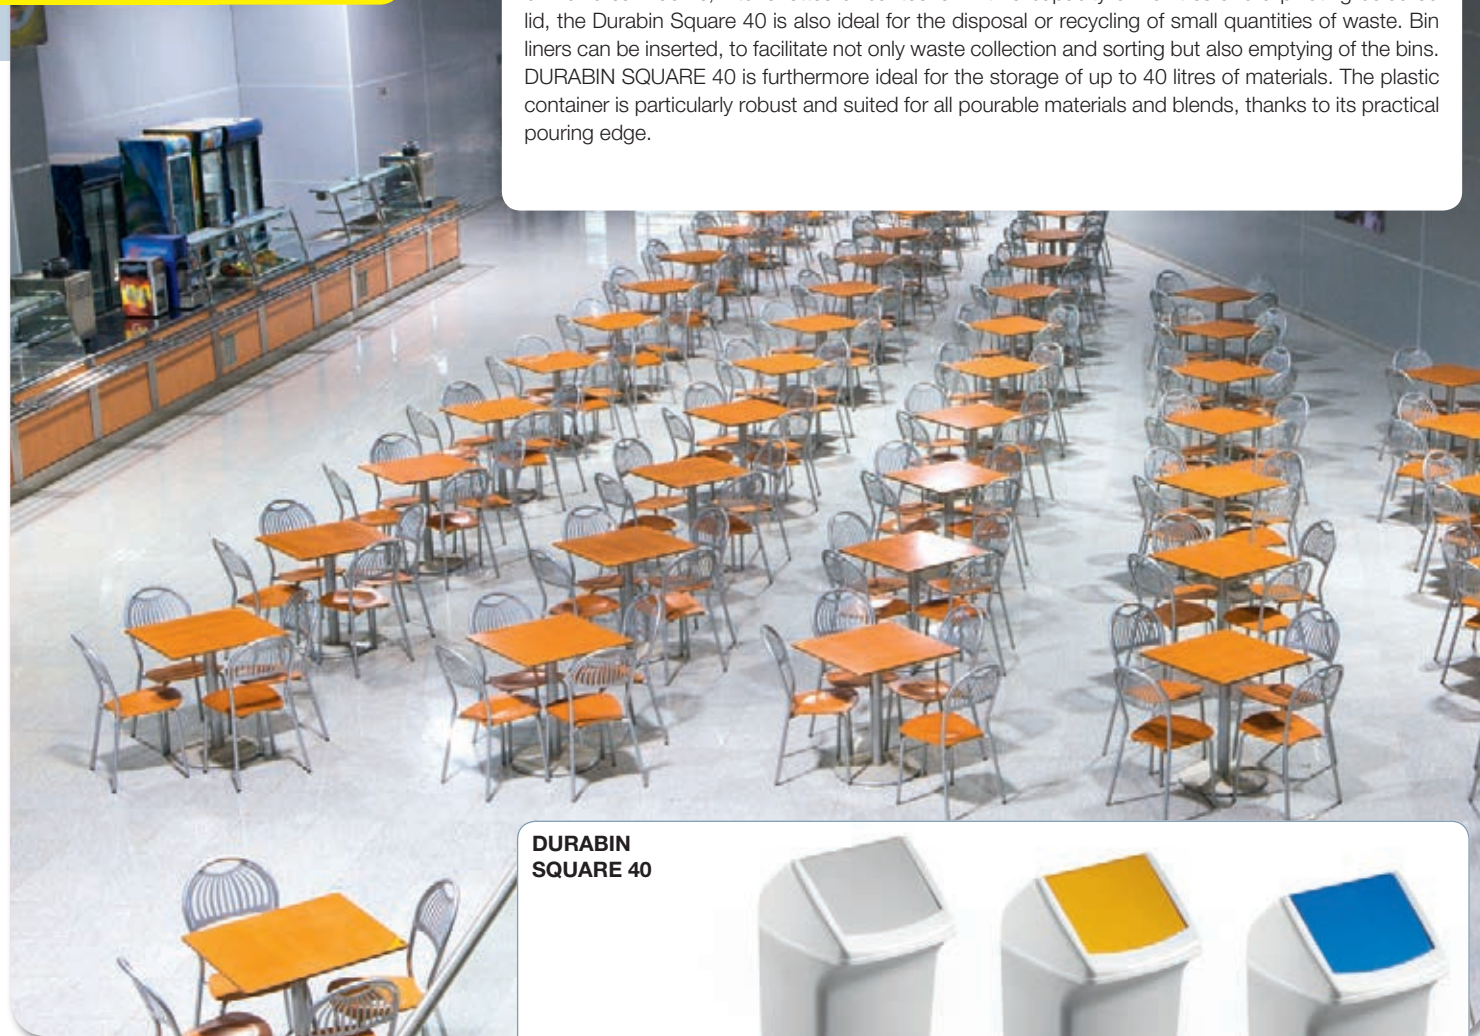 lid, the Durabin Square 40 is also ideal for the disposal or recycling of small quantities of waste. Bin
liners can be inserted, to facilitate not only waste collection and sorting but also emptying of the bins.
DURABIN SQUARE 40 is furthermore ideal for the storage of up to 40 litres of materials. The plastic
container is particularly robust and suited for all pourable materials and blends, thanks to its practical
pouring edge.
DURABIN
SQUARE 40